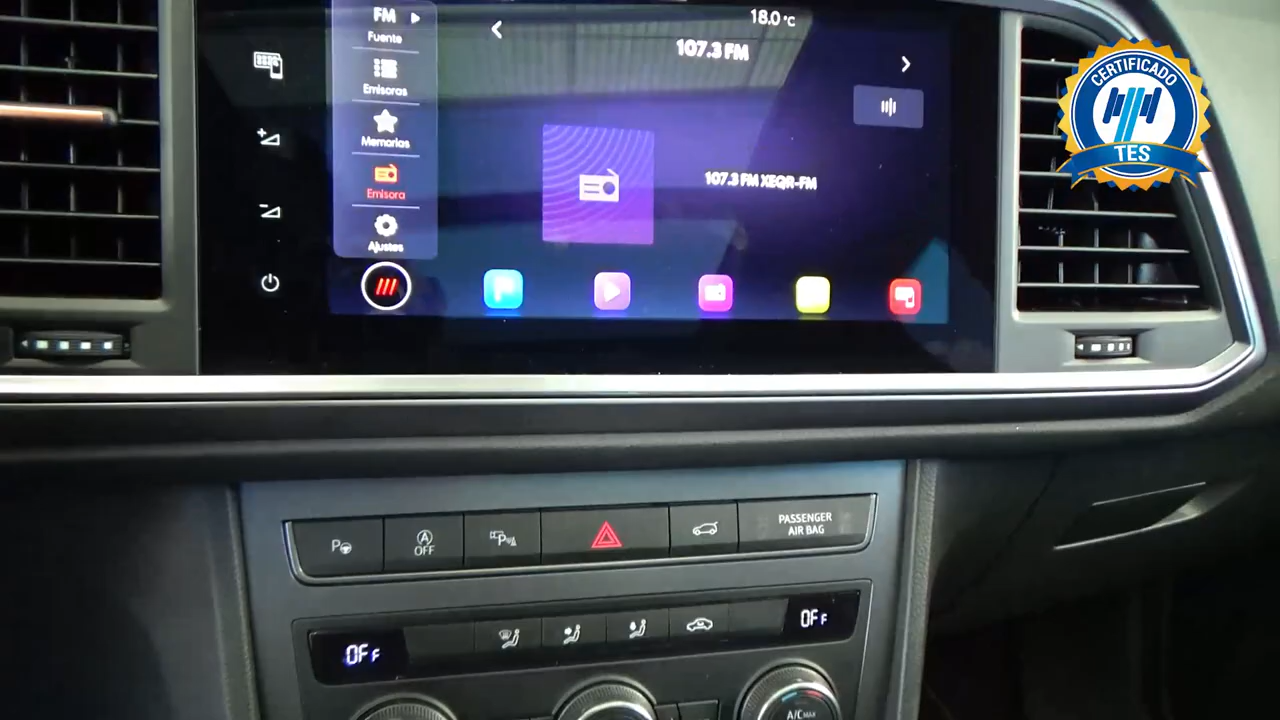 FM
Fuente
Emisoras
Memorias
Emisora
Ajustes
18.0 °C
107.3 FM
107.3 FM XEQR-FM
CERTIFICADO
TES
P
A
OFF
P
PASSENGER
AIR BAG
OFF
OFF
A/C MAX